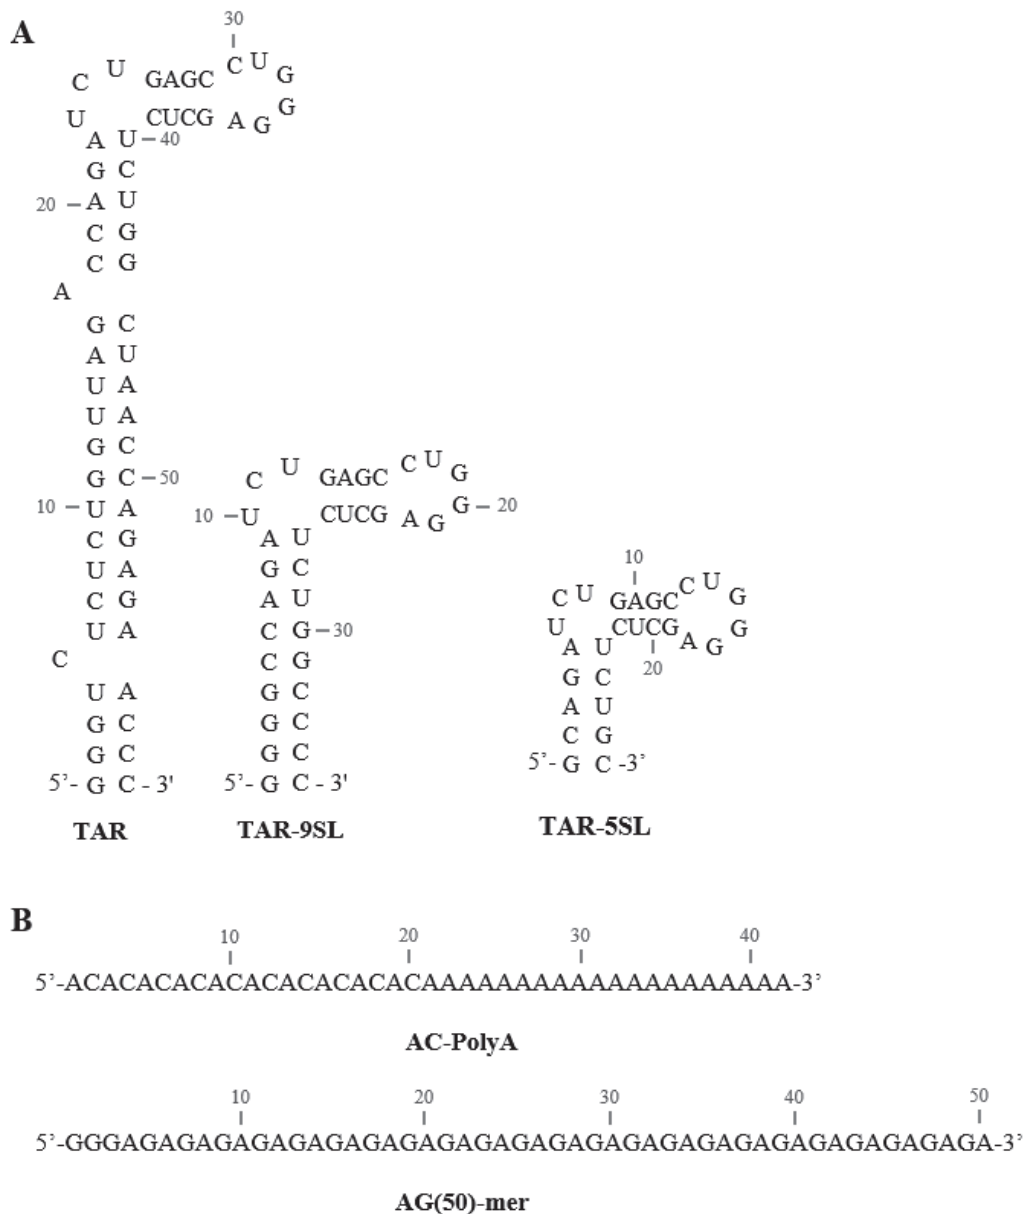 A
30
C U GAGC C U G
U CUCG A G G
A U – 40
G C
20 – A U
C G
C G
A
G C
A U
U A
U A
G C
G C – 50
10 – U A
C G
U A
C G
U A
C
U A
G C
G C
5’- G C - 3'
TAR
C U GAGC C U G
10 – U CUCG A G G – 20
A U
G C
A U
C G – 30
C G
G C
G C
G C
5’- G C - 3'
TAR-9SL
10
C U GAGC C U G
U CUCG A G G
20
A U
G C
A U
C G
5’- G C -3’
TAR-5SL
B
10 20 30 40
5’-ACACACACACACACACACACAAAAAAAAAAAAAAAAAAAAAA-3’
AC-PolyA
10 20 30 40 50
5’-GGGAGAGAGAGAGAGAGAGAGAGAGAGAGAGAGAGAGAGAGAGAGAGAGA-3’
AG(50)-mer